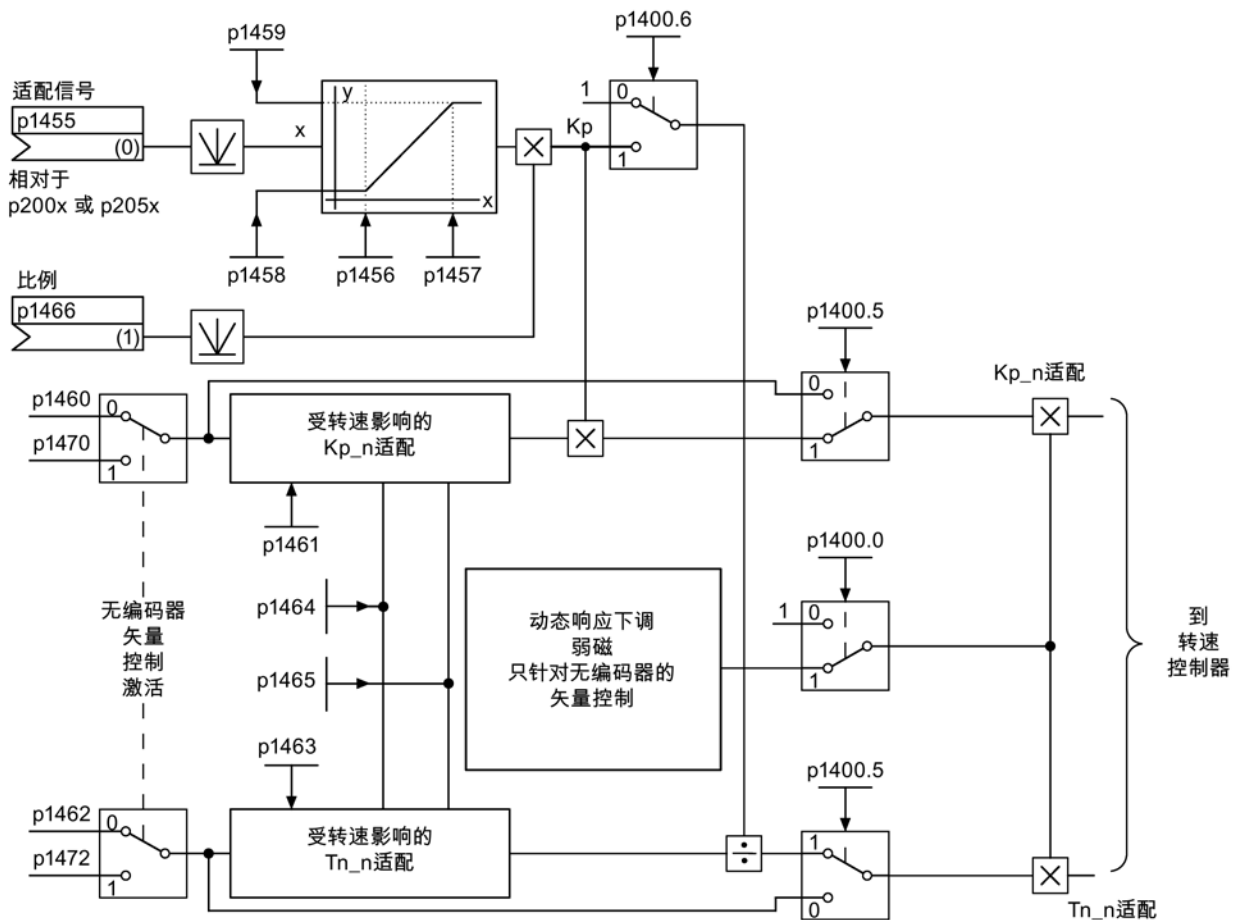 p1459
p1400.6
适配信号
p1455
(0)
相对于
p200x 或 p205x
x
y
x
Kp
1
0
1
p1458
p1456
p1457
比例
p1466
(1)
p1400.5
0
1
Kp_n适配
p1460
0
p1470
1
受转速影响的
Kp_n适配
p1461
p1464
p1465
p1463
无编码器
矢量
控制
激活
动态响应下调
弱磁
只针对无编码器的
矢量控制
p1400.0
1
0
1
到
转速
控制器
p1400.5
1
0
p1462
0
p1472
1
受转速影响的
Tn_n适配
Tn_n适配